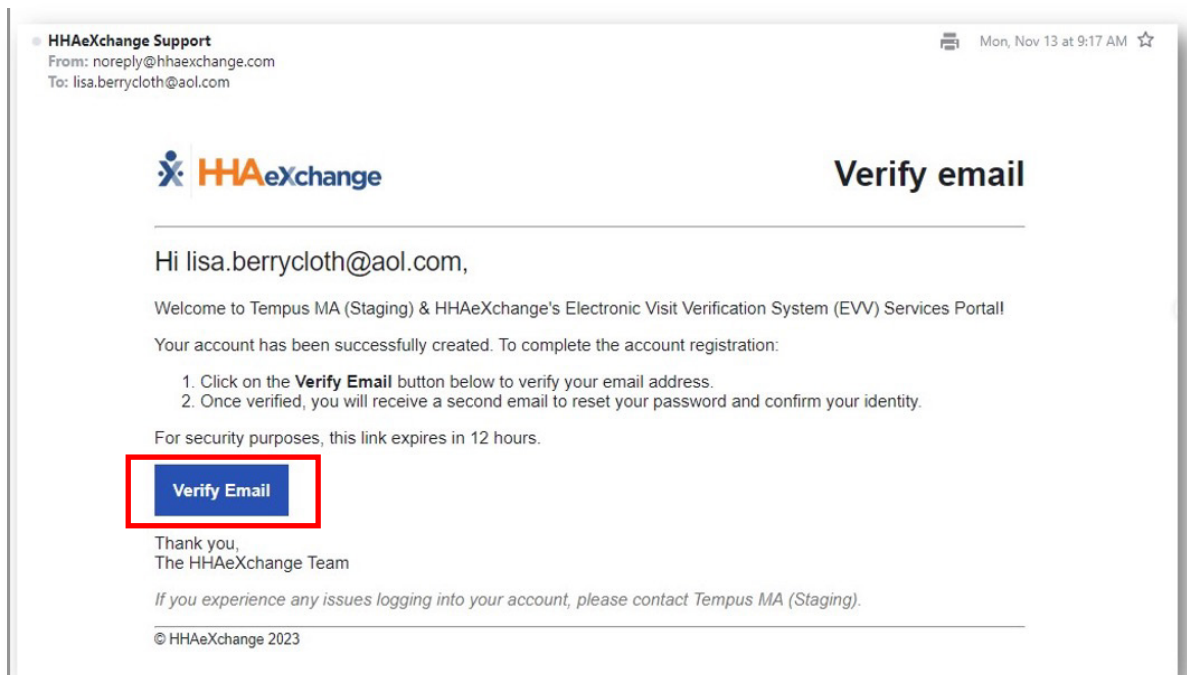 HHAeXchange Support
Mon, Nov 13 at 9:17 AM
From: noreply@hhaexchange.com
To: lisa.berrycloth@aol.com
HHAeXchange
Verify email
Hi lisa.berrycloth@aol.com,
Welcome to Tempus MA (Staging) & HHAeXchange's Electronic Visit Verification System (EVV) Services Portal!
Your account has been successfully created. To complete the account registration:
1. Click on the Verify Email button below to verify your email address.
2. Once verified, you will receive a second email to reset your password and confirm your identity.
For security purposes, this link expires in 12 hours.
Verify Email
Thank you,
The HHAeXchange Team
If you experience any issues logging into your account, please contact Tempus MA (Staging).
© HHAeXchange 2023